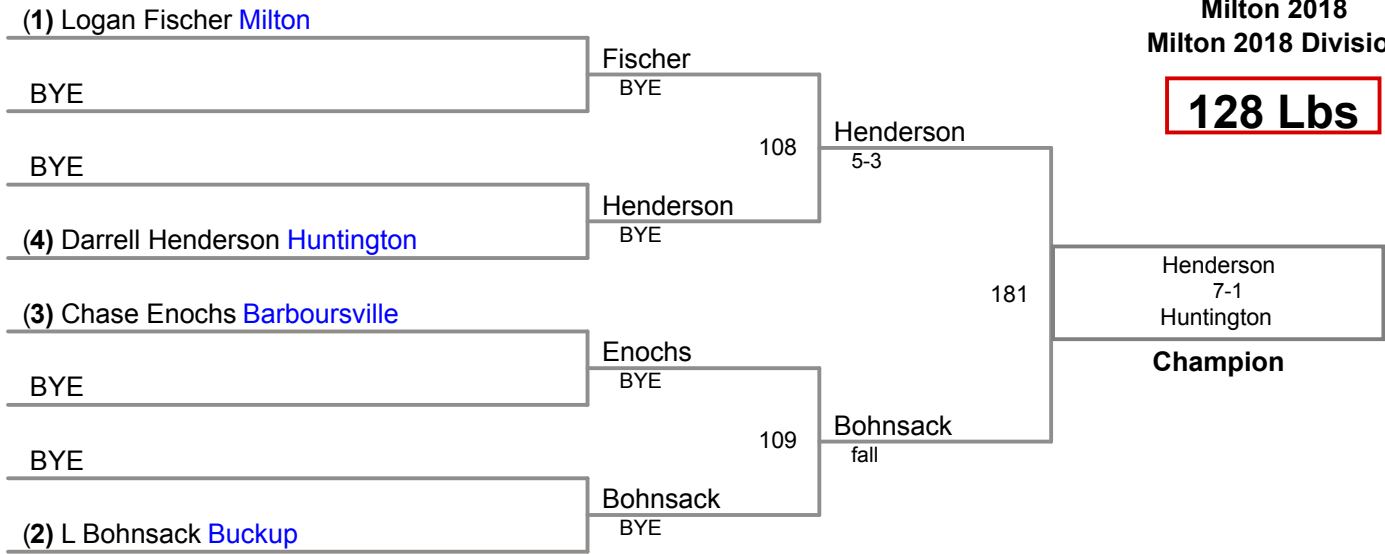 (1) Logan Fischer Milton
BYE
BYE
(4) Darrell Henderson Huntington
(3) Chase Enochs Barboursville
BYE
BYE
(2) L Bohnsack Buckup
Fischer
BYE
Henderson
BYE
Enochs
BYE
Bohnsack
BYE
108
109
Henderson
5-3
Bohnsack
fall
181
Milton 2018
Milton 2018 Divisio
128 Lbs
Henderson
7-1
Huntington
Champion